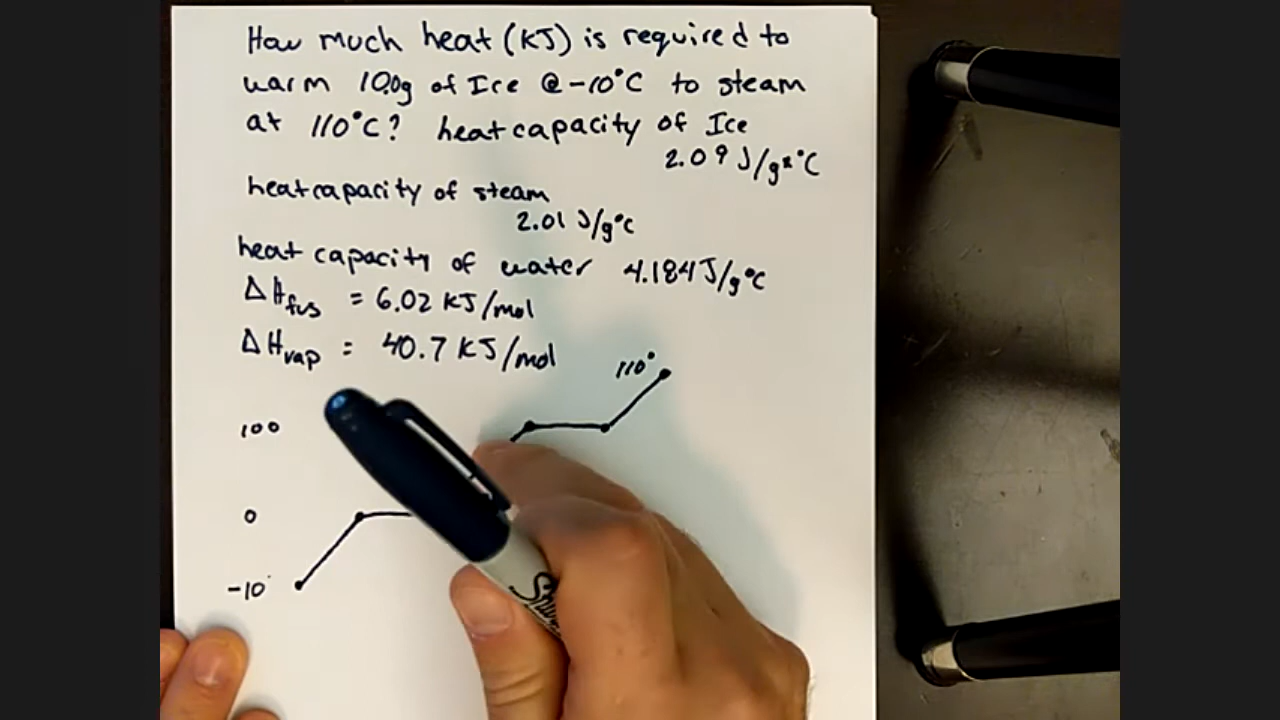 How much heat (KJ) is required to
warm 10.0g of Ice @ -10°C to steam
at 110°C? heat capacity of Ice
2.09 J/g*°C
heat capacity of steam
2.01 J/g°C
heat capacity of water 4.184 J/g°C
ΔHfus = 6.02 KJ/mol
ΔHvap = 40.7 KJ/mol
110°
100
0
-10